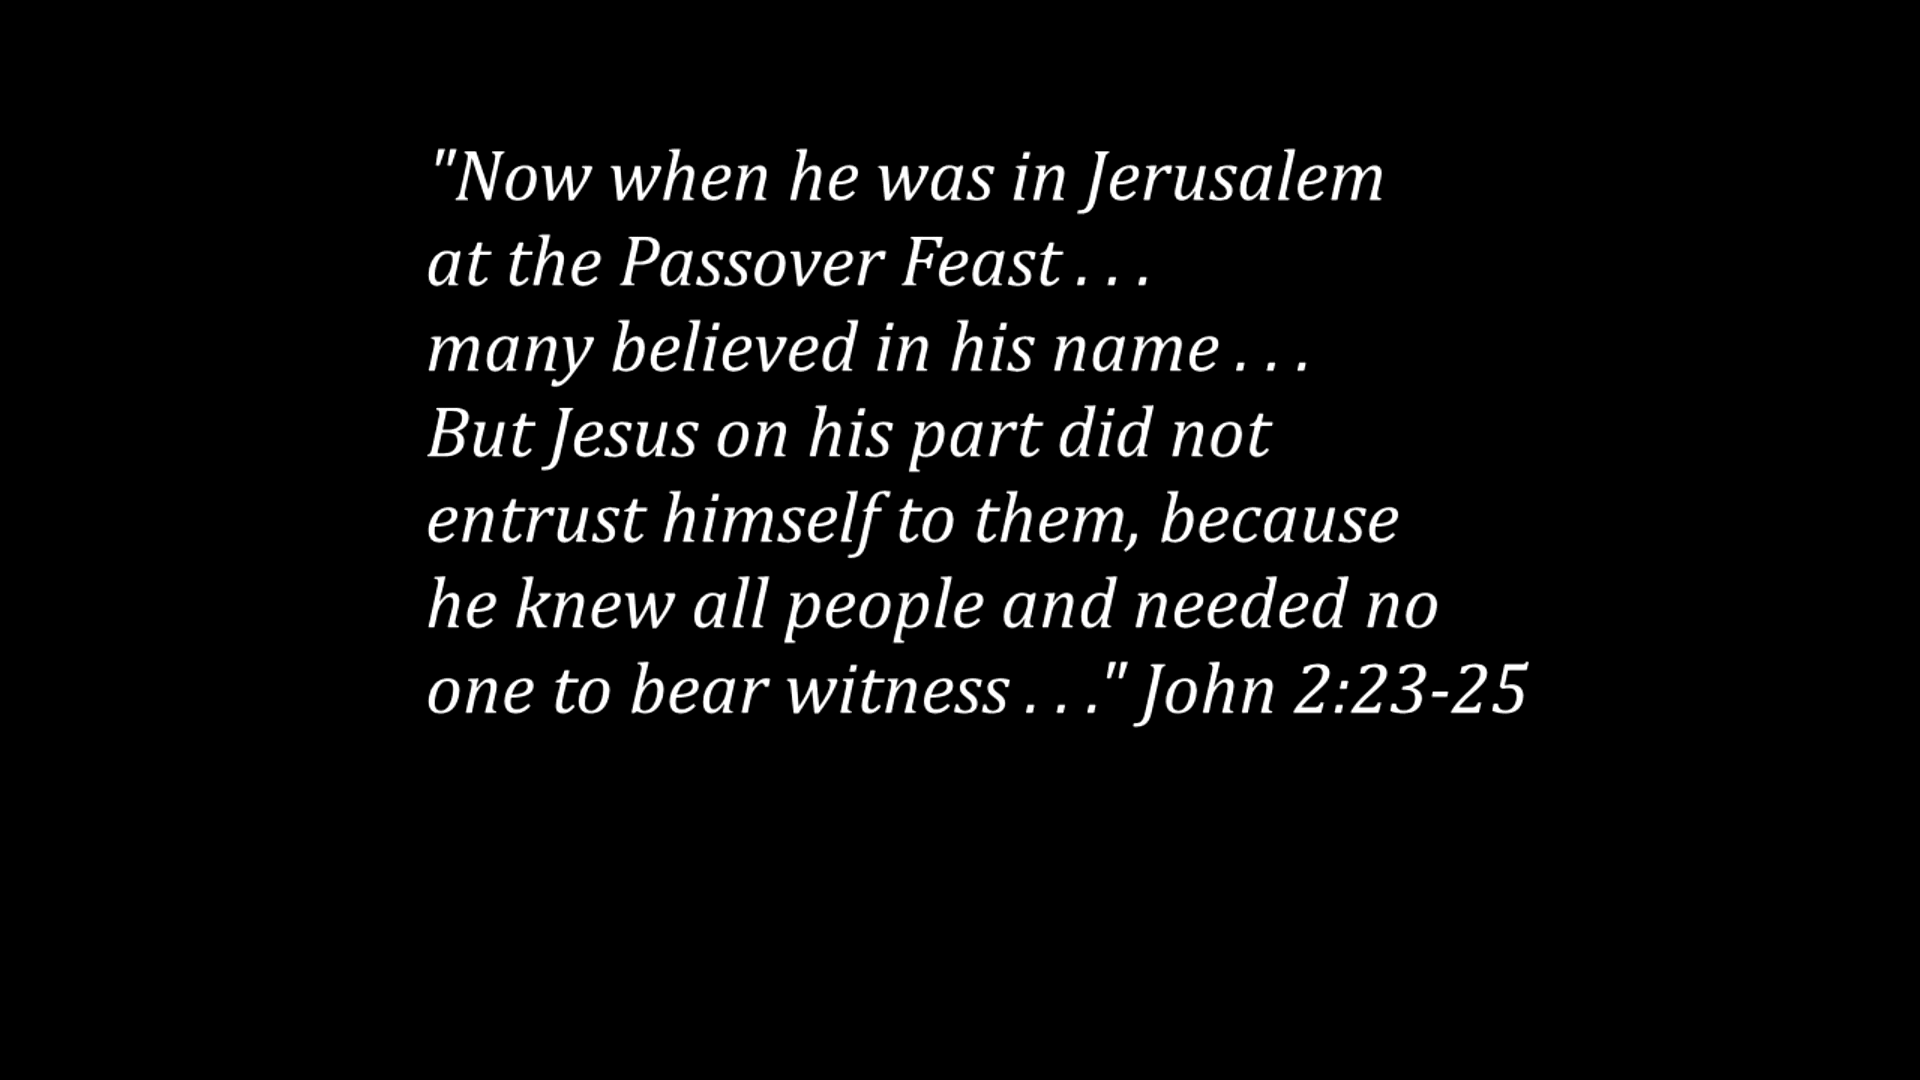 "Now when he was in Jerusalem
at the Passover Feast . . .
many believed in his name . . .
But Jesus on his part did not
entrust himself to them, because
he knew all people and needed no
one to bear witness . . ." John 2:23-25